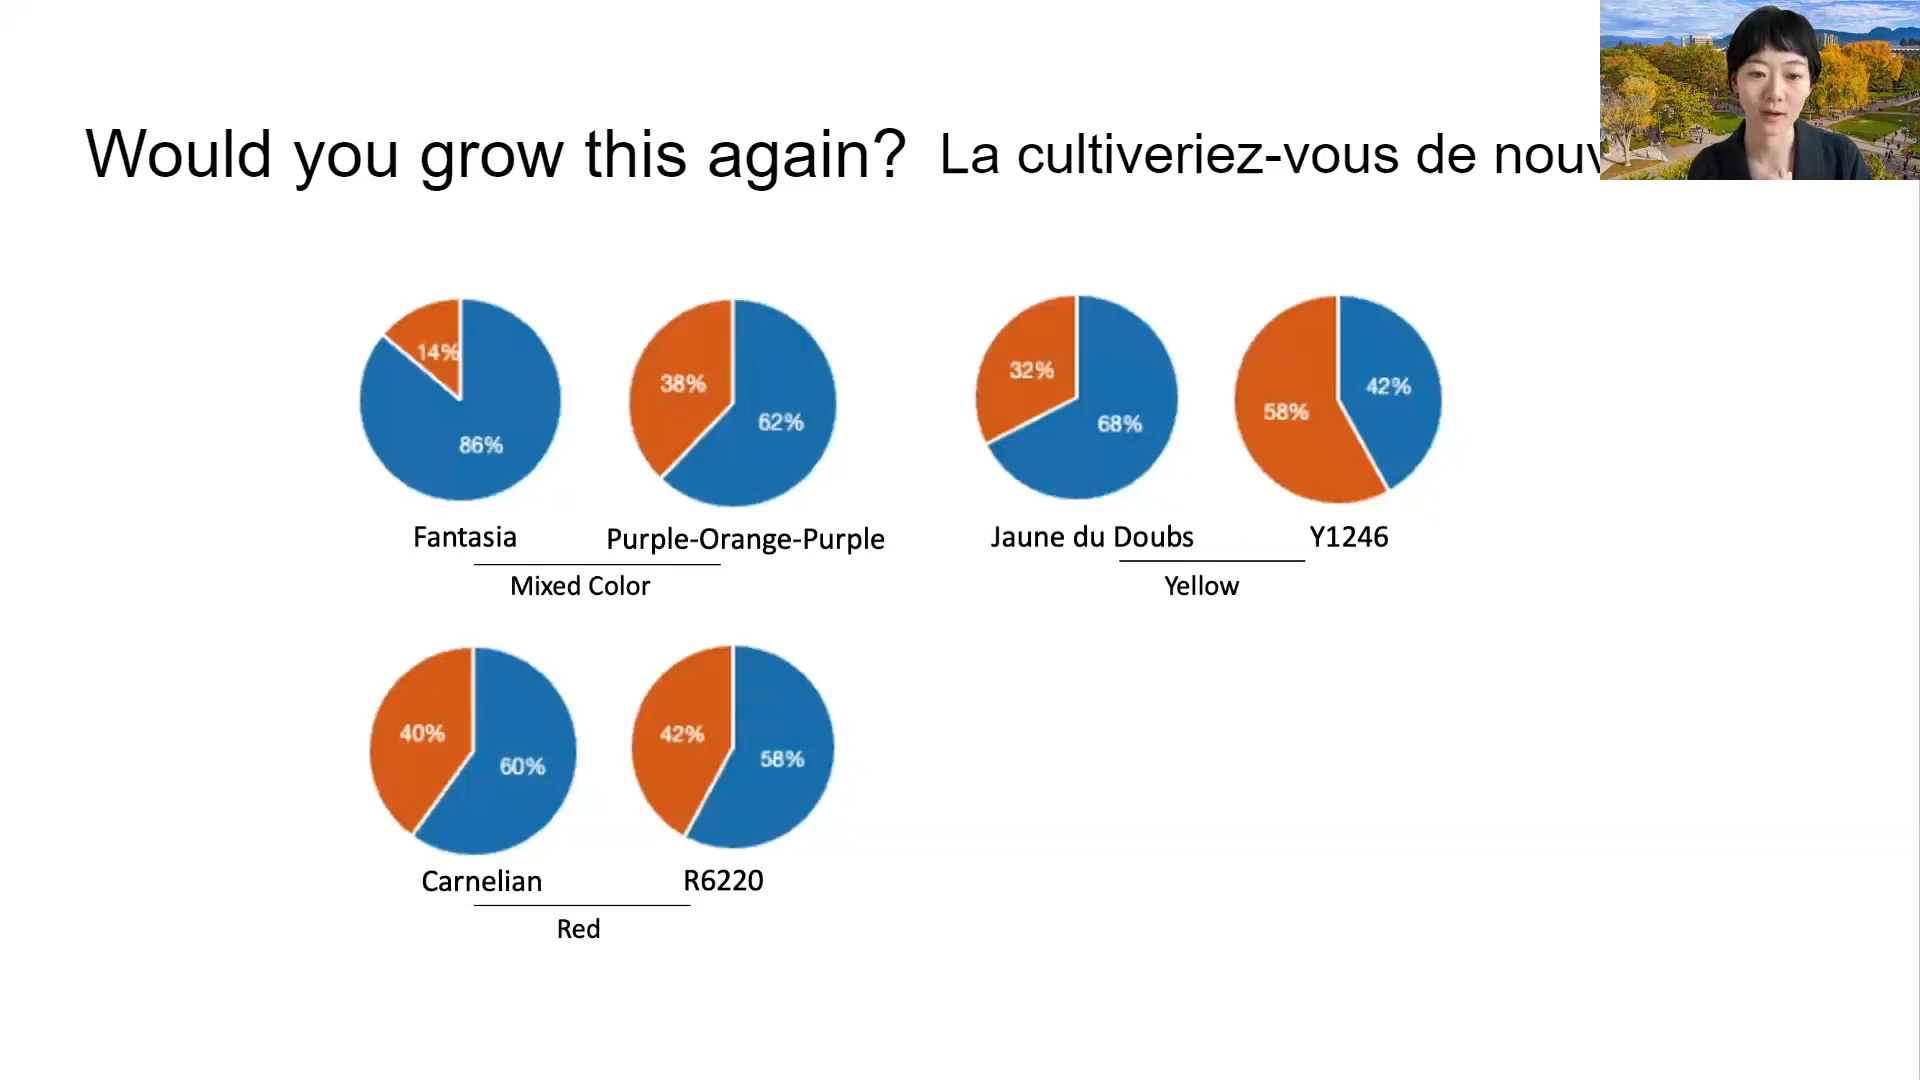 Would you grow this again? La cultiveriez-vous de
14%
86%
38%
62%
32%
68%
58%
42%
Fantasia
Purple-Orange-Purple
Jaune du Doubs
Y1246
Mixed Color
Yellow
40%
60%
42%
58%
Carnelian
R6220
Red